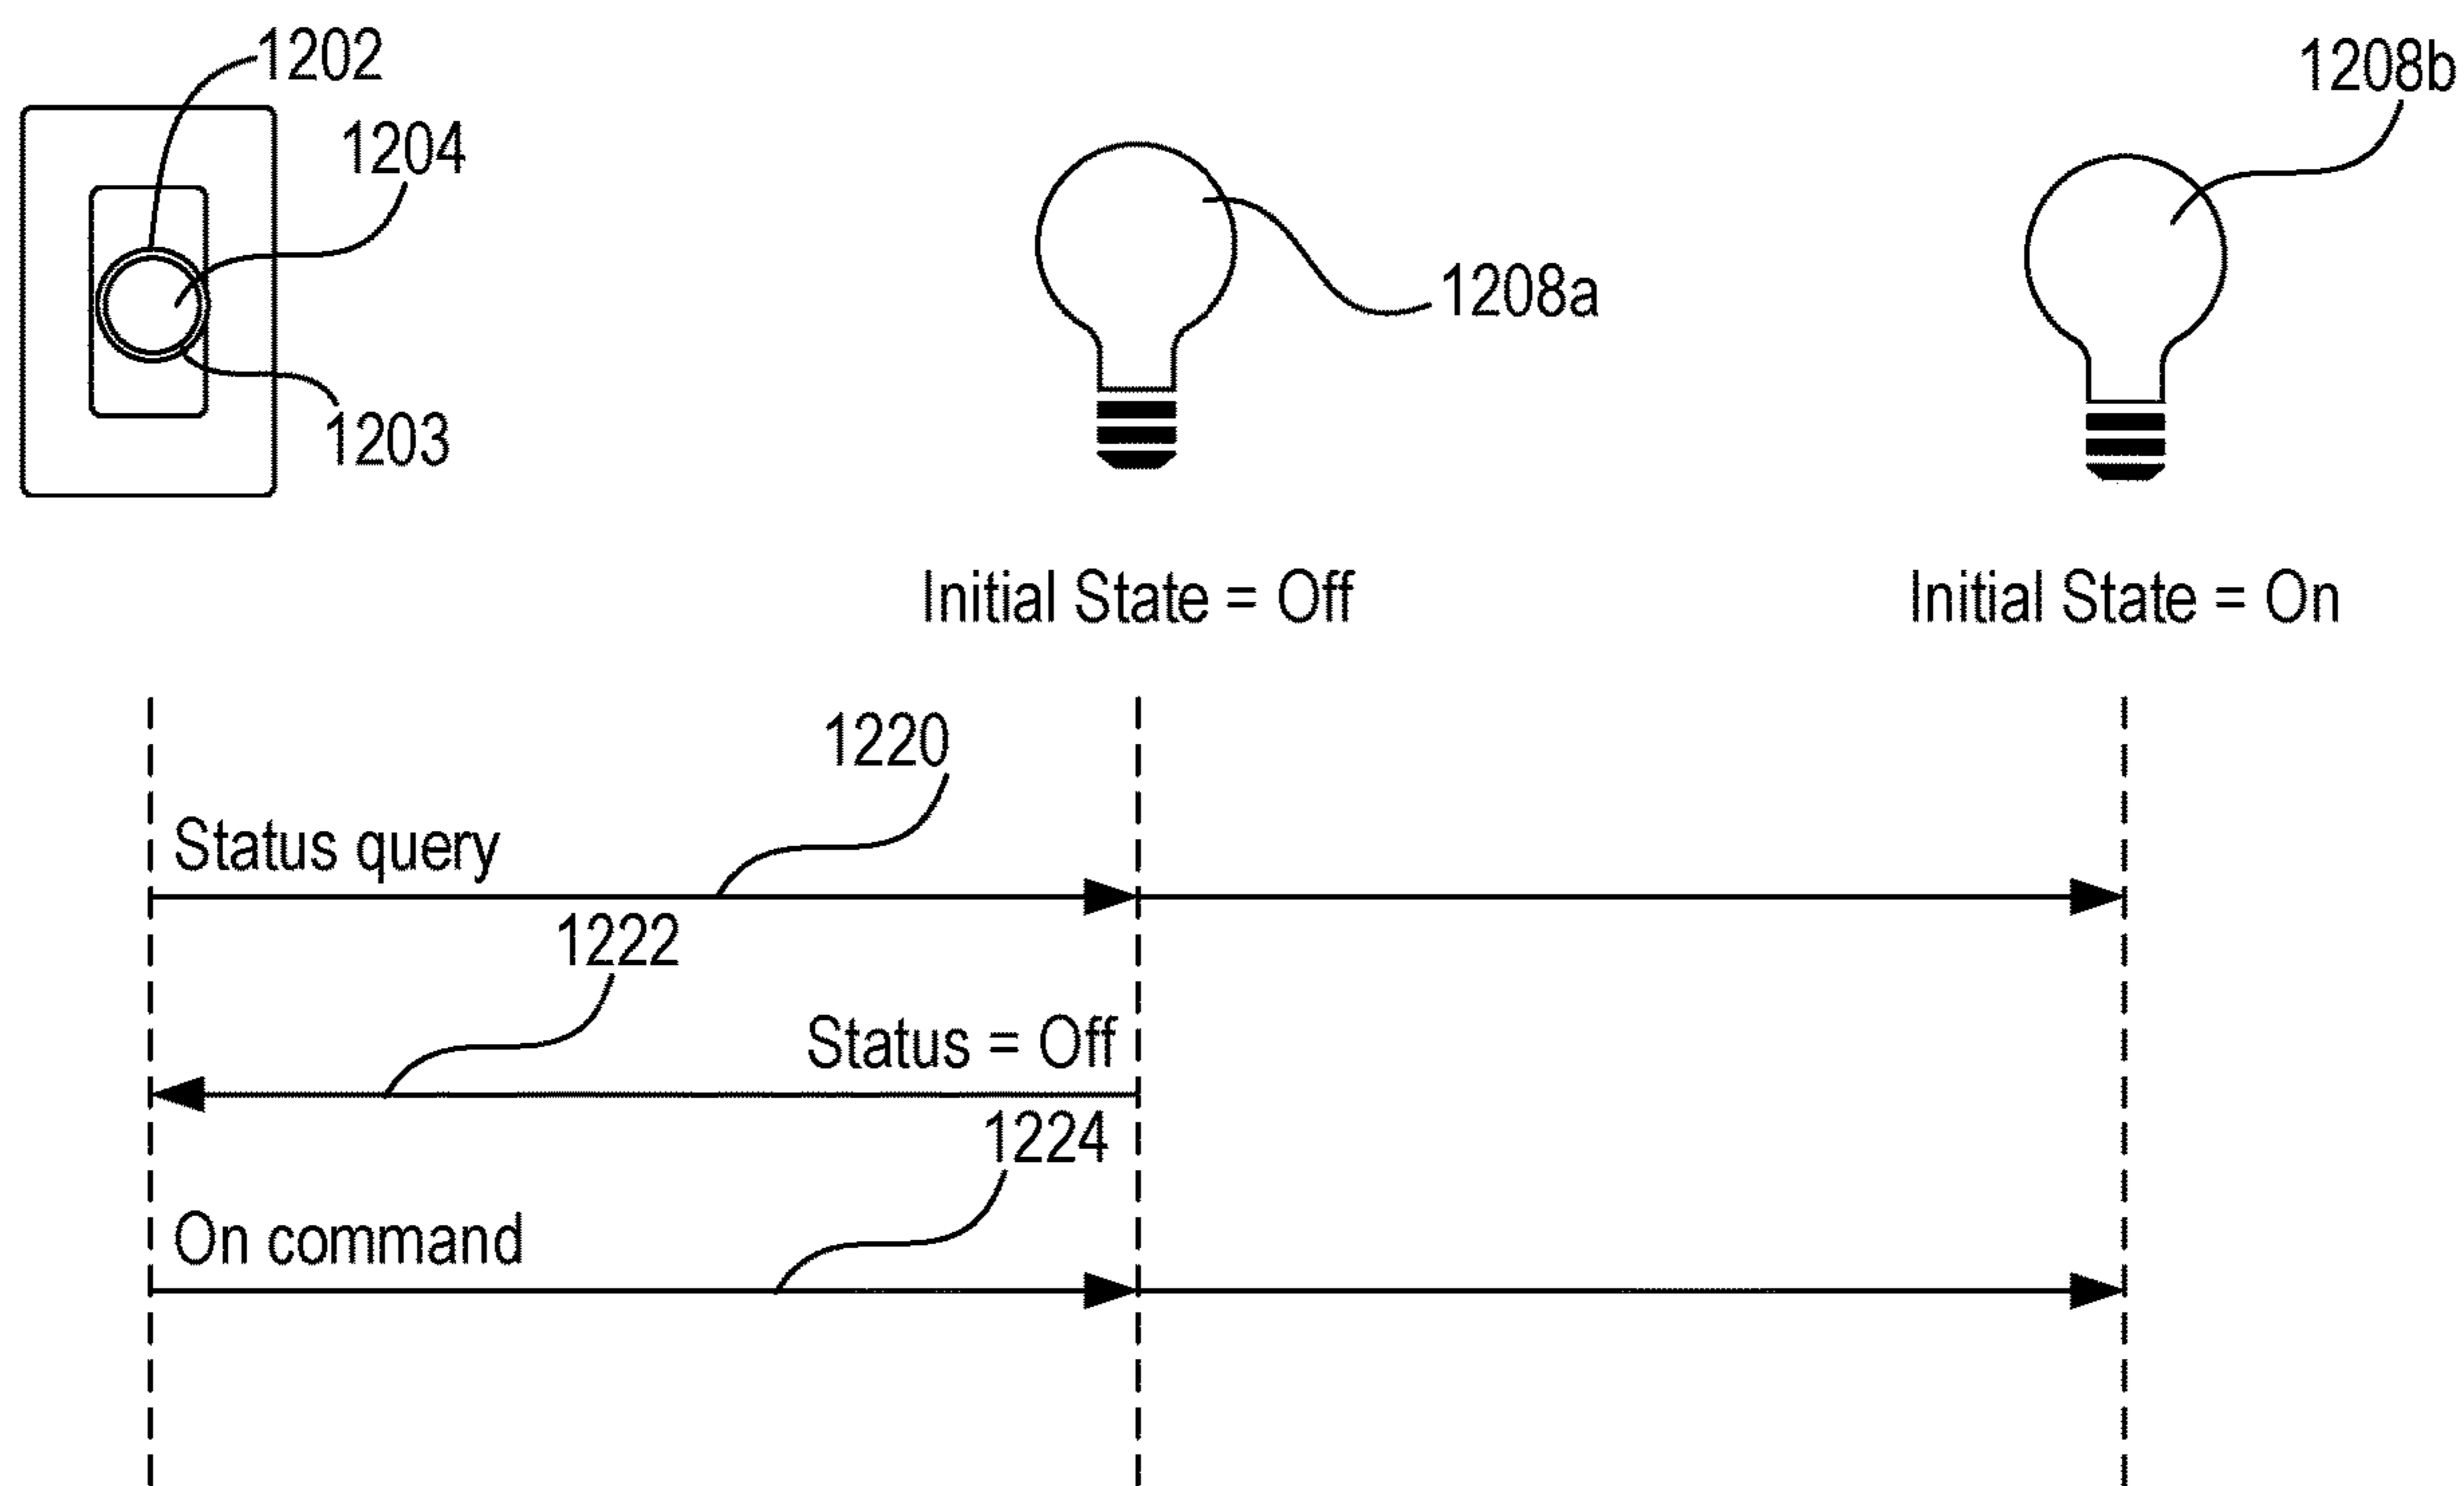 1202
1208b
1204
1208a
1203
Initial State = Off
Initial State = On
1220
Status query
1222
Status = Off
1224
On command